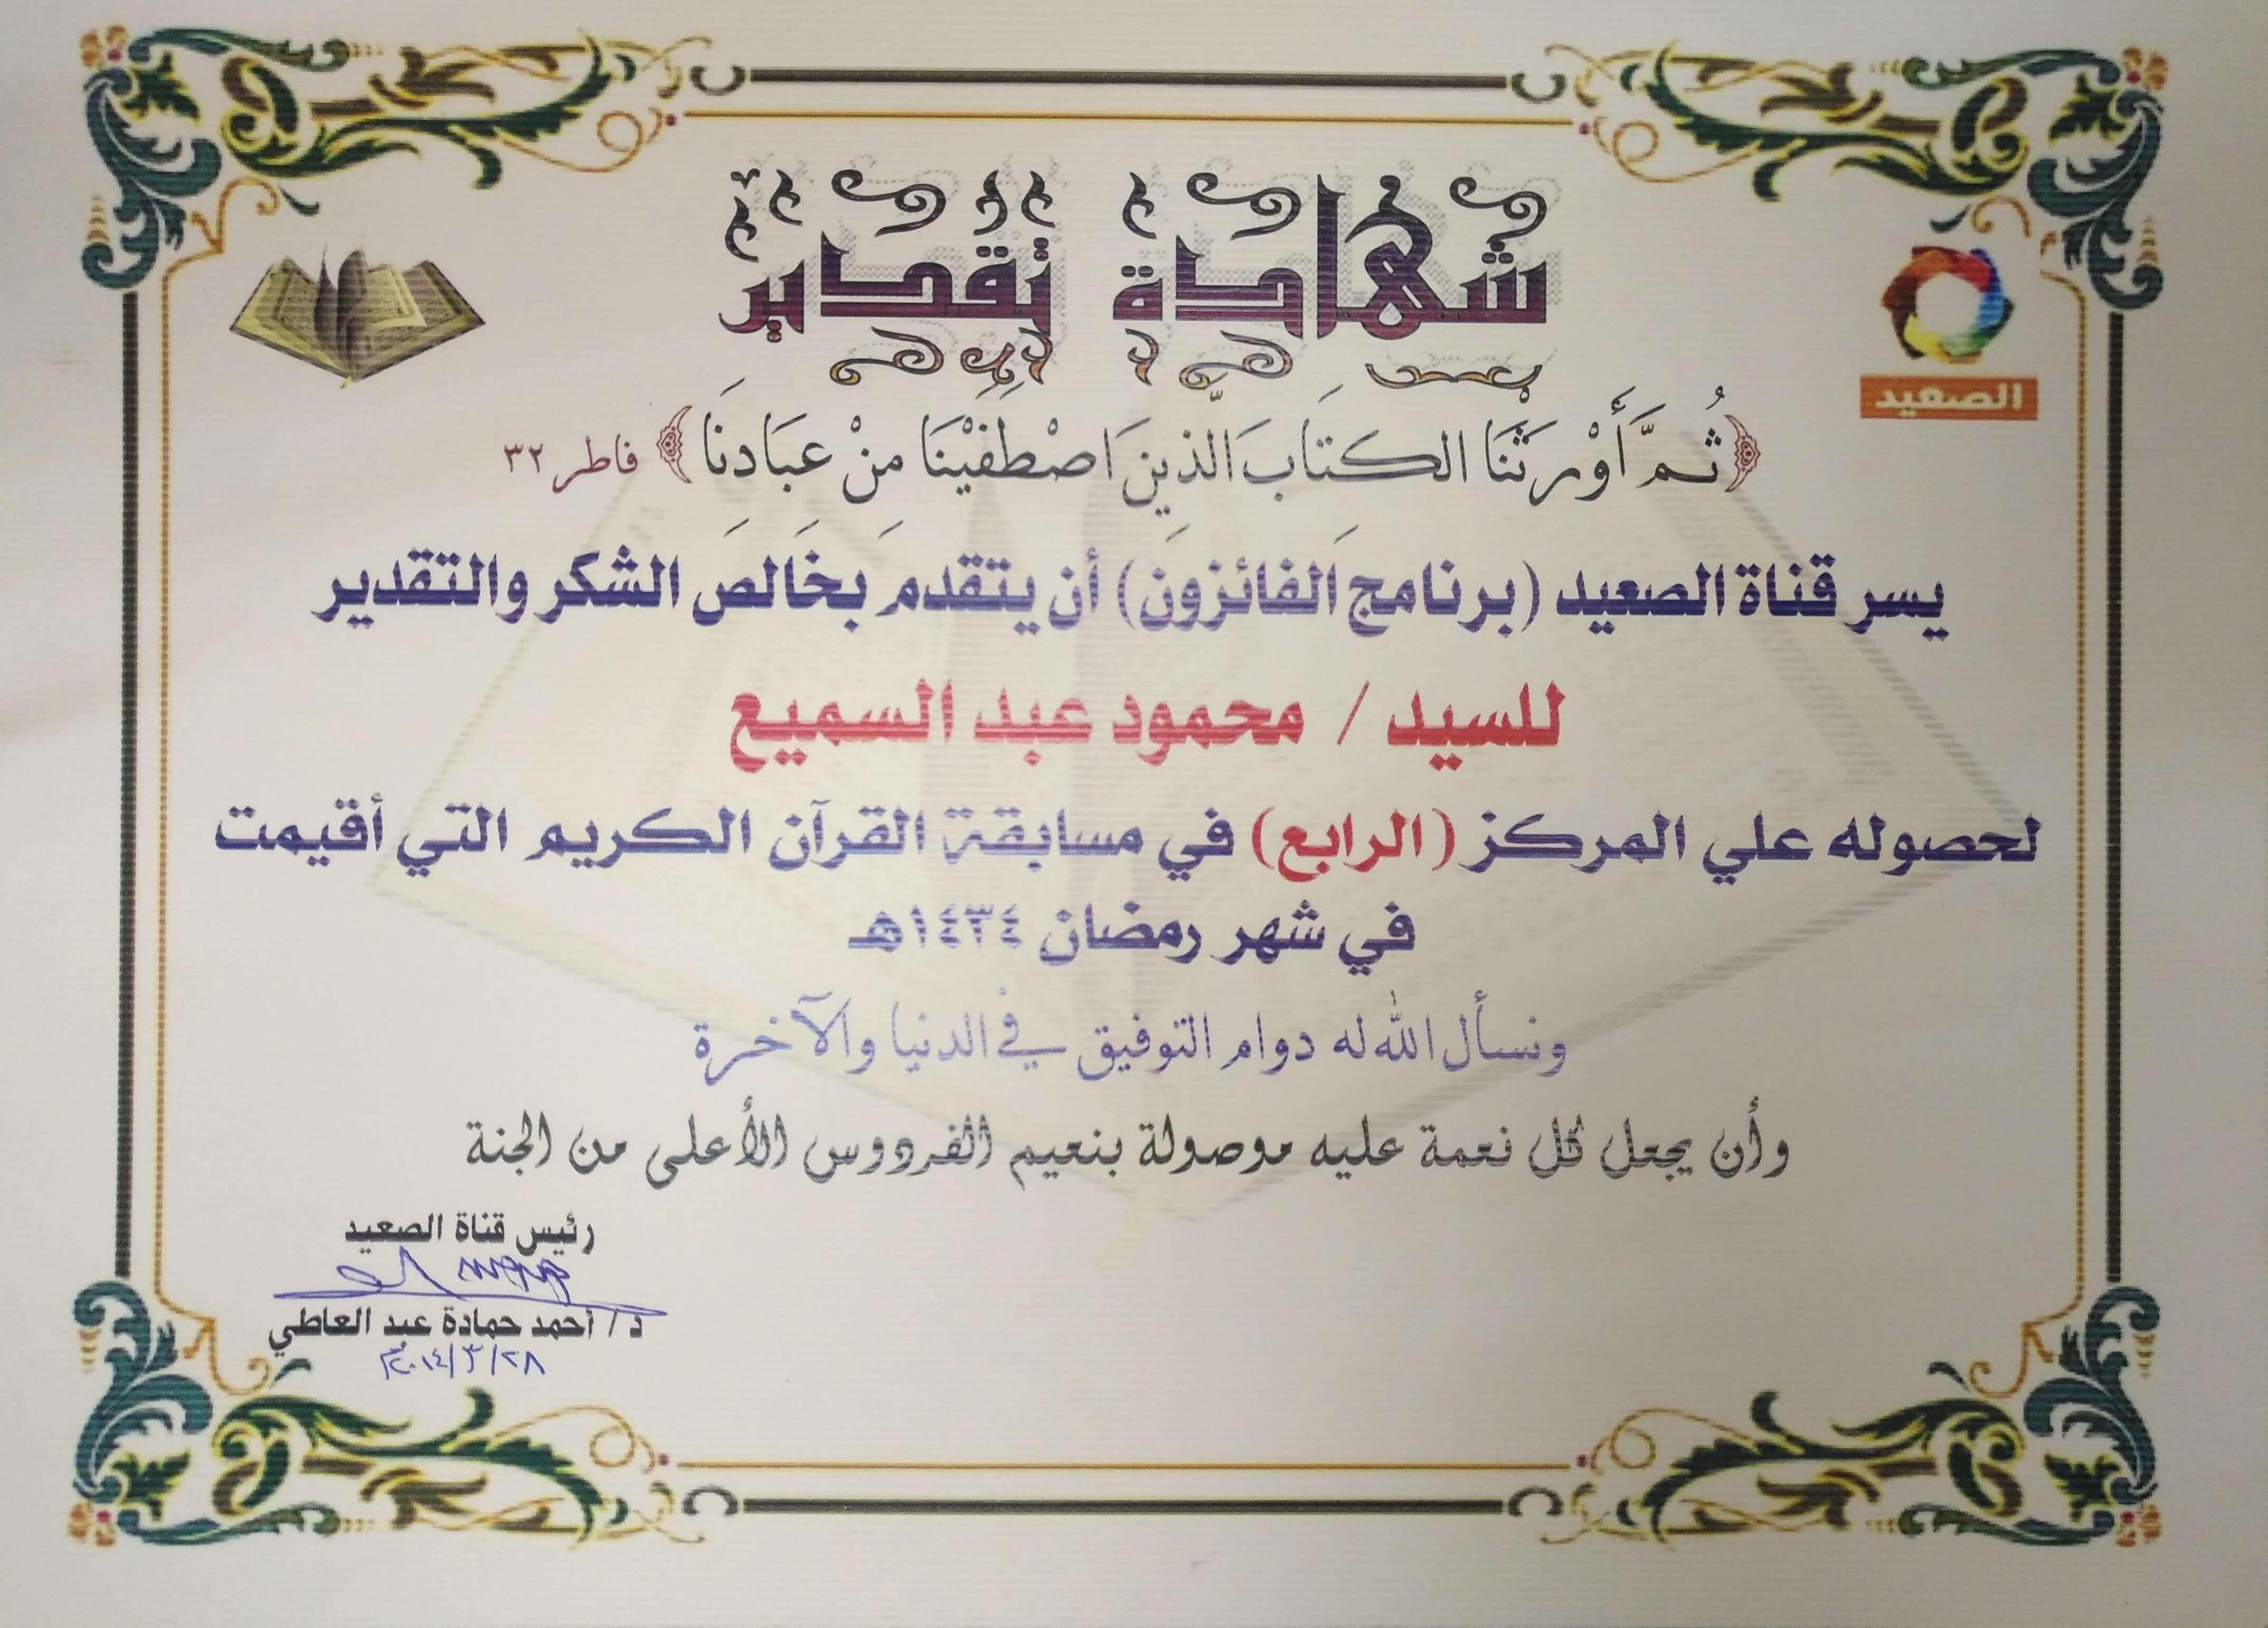 شهادة تقدير
الصعيد
﴿ثُمَّ أَوْرَثْنَا الكِتَابَ الَّذِينَ اصْطَفَيْنَا مِنْ عِبَادِنَا﴾ فاطر ٣٢
يسر قناة الصعيد (برنامج الفائزون) أن يتقدم بخالص الشكر والتقدير
للسيد / محمود عبد السميع
لحصوله علي المركز (الرابع) في مسابقة القرآن الكريم التي أقيمت
في شهر رمضان ١٤٣٤هـ
ونسأل الله له دوام التوفيق في الدنيا والآخرة
وأن يجعل كل نعمة عليه موصولة بنعيم الفردوس الأعلى من الجنة
رئيس قناة الصعيد
د/ أحمد حمادة عبد العاطي
٢٨/٣/٢٠١٤م